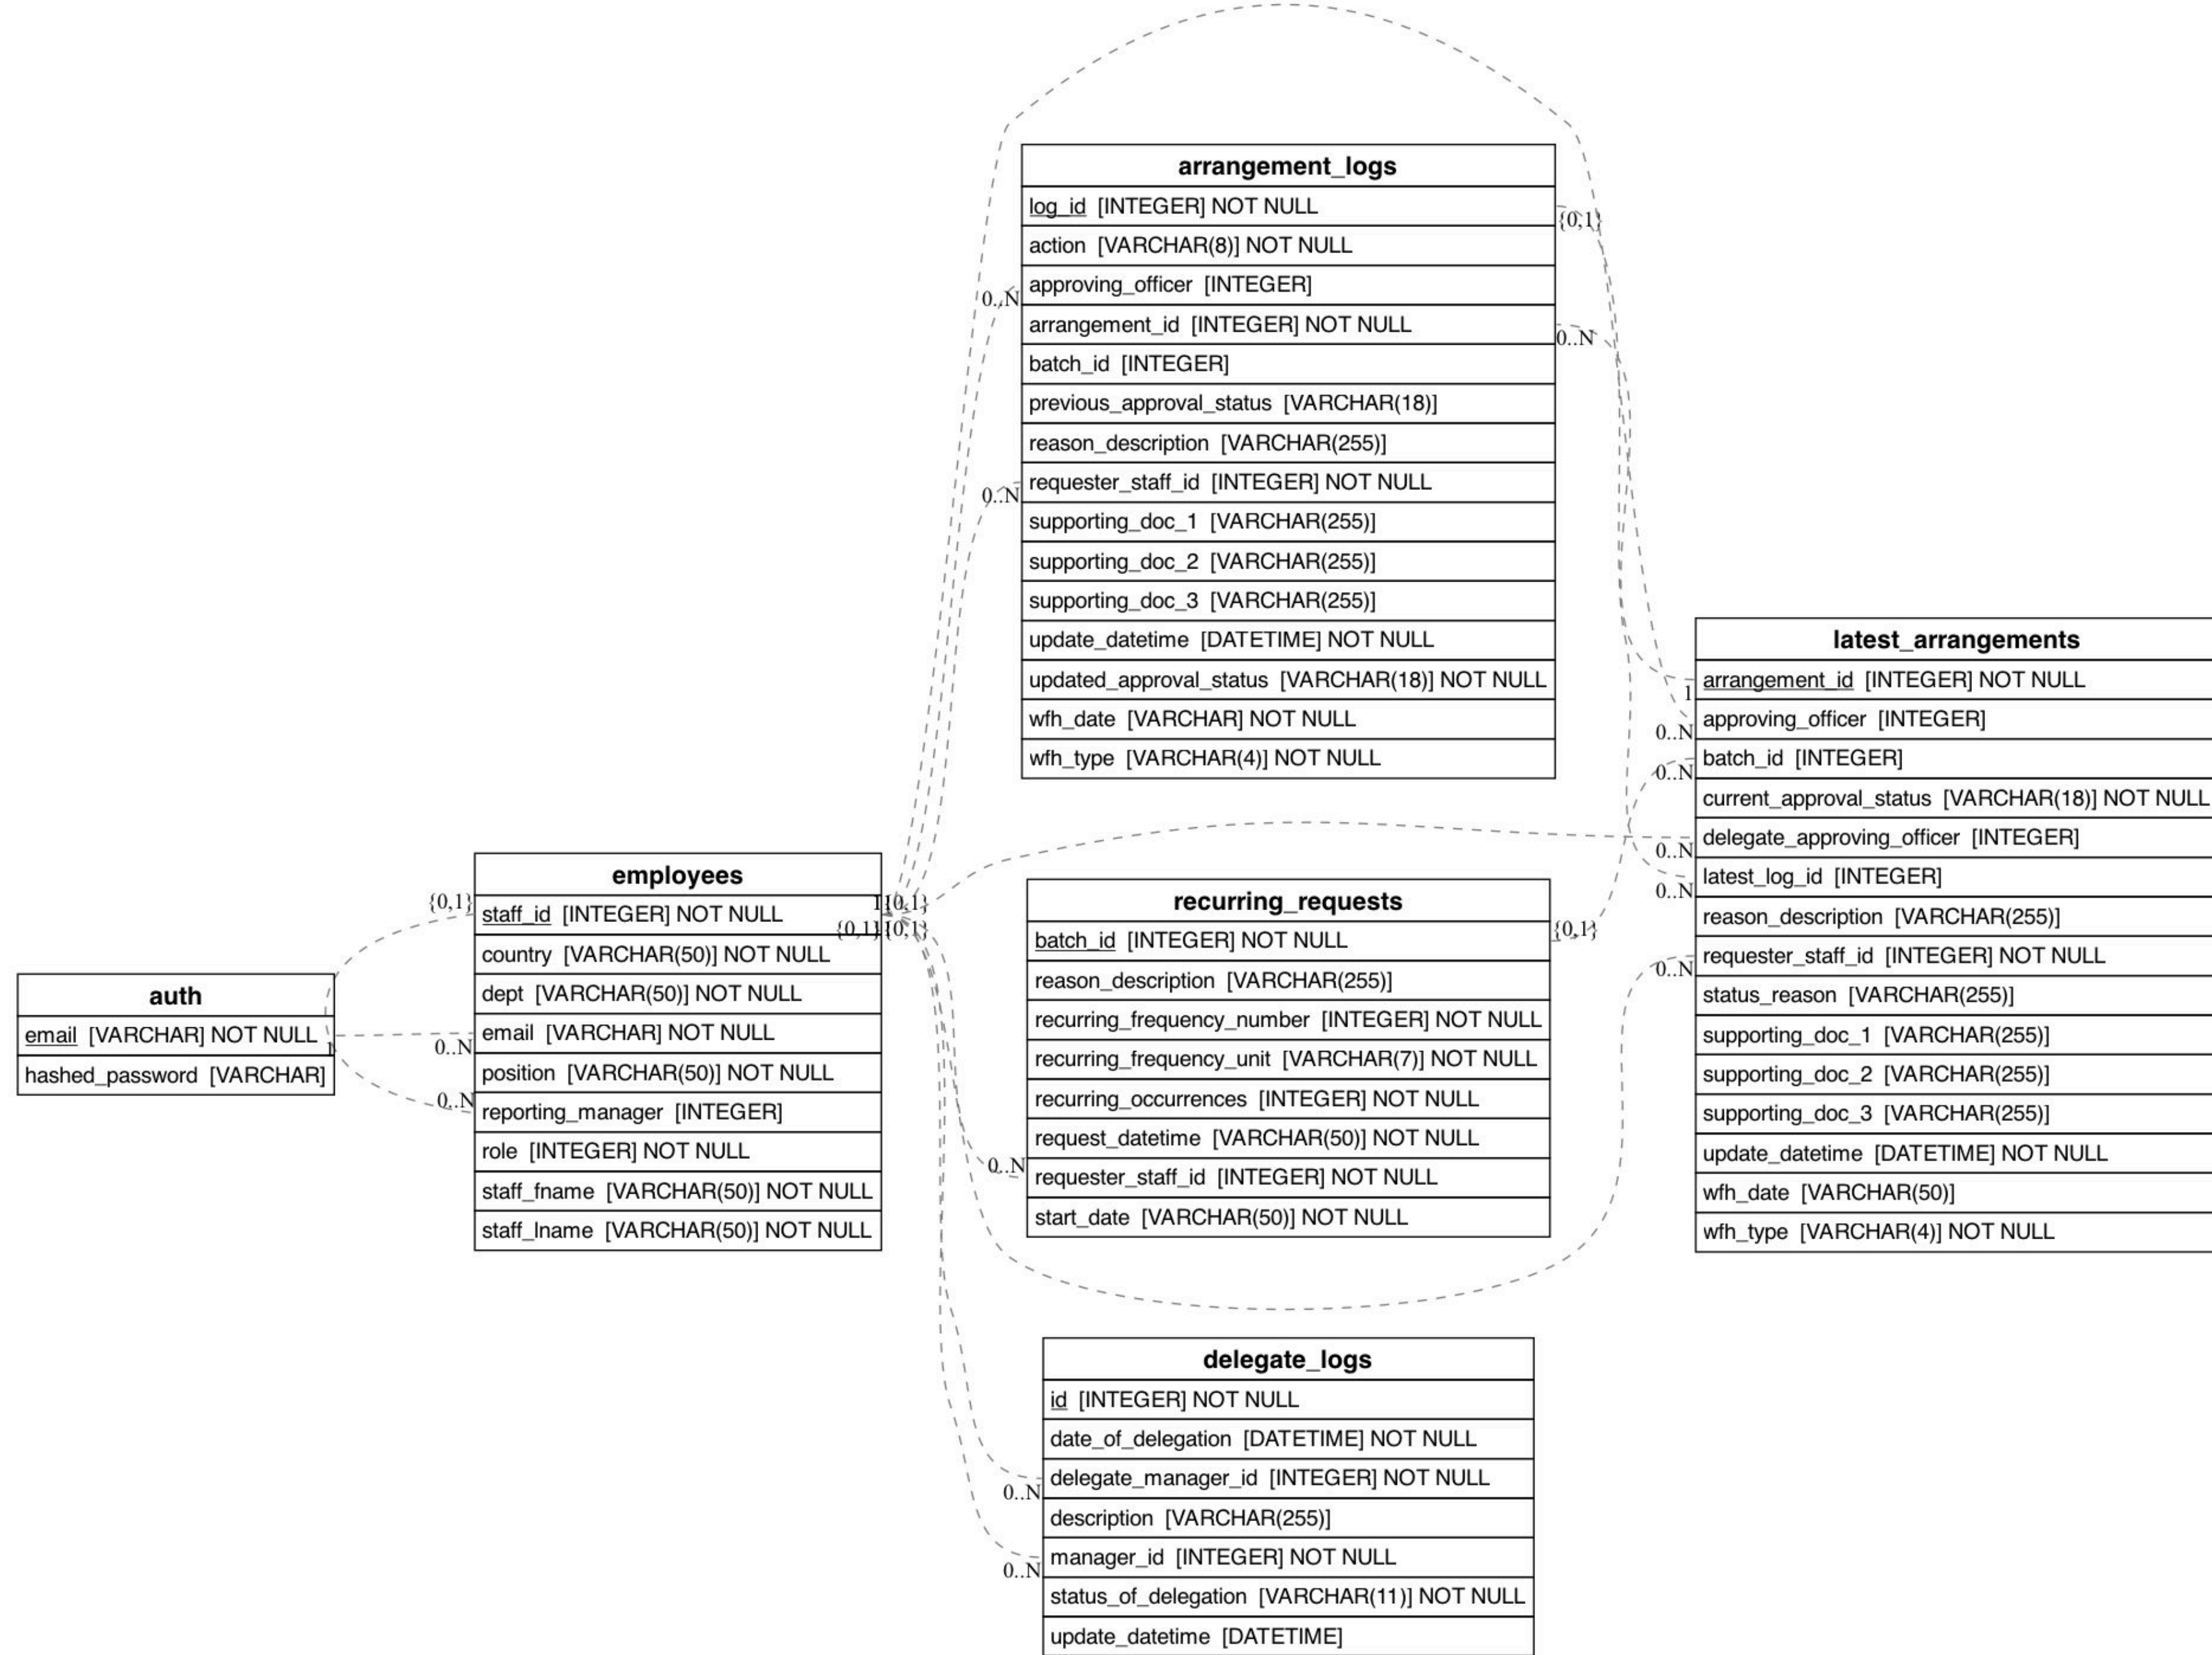 arrangement_logs
log_id [INTEGER] NOT NULL
{0,1}
action [VARCHAR(8)] NOT NULL
0..N
approving_officer [INTEGER]
arrangement_id [INTEGER] NOT NULL
0..N
batch_id [INTEGER]
previous_approval_status [VARCHAR(18)]
reason_description [VARCHAR(255)]
0..N
requester_staff_id [INTEGER] NOT NULL
supporting_doc_1 [VARCHAR(255)]
supporting_doc_2 [VARCHAR(255)]
supporting_doc_3 [VARCHAR(255)]
update_datetime [DATETIME] NOT NULL
updated_approval_status [VARCHAR(18)] NOT NULL
wfh_date [VARCHAR] NOT NULL
wfh_type [VARCHAR(4)] NOT NULL
latest_arrangements
arrangement_id [INTEGER] NOT NULL
1
approving_officer [INTEGER]
0..N
batch_id [INTEGER]
0..N
current_approval_status [VARCHAR(18)] NOT NULL
delegate_approving_officer [INTEGER]
0..N
latest_log_id [INTEGER]
0..N
reason_description [VARCHAR(255)]
requester_staff_id [INTEGER] NOT NULL
0..N
status_reason [VARCHAR(255)]
supporting_doc_1 [VARCHAR(255)]
supporting_doc_2 [VARCHAR(255)]
supporting_doc_3 [VARCHAR(255)]
update_datetime [DATETIME] NOT NULL
wfh_date [VARCHAR(50)]
wfh_type [VARCHAR(4)] NOT NULL
employees
{0,1}
staff_id [INTEGER] NOT NULL
{0,1}
{0,1}
{0,1}
country [VARCHAR(50)] NOT NULL
dept [VARCHAR(50)] NOT NULL
email [VARCHAR] NOT NULL
0..N
position [VARCHAR(50)] NOT NULL
0..N
reporting_manager [INTEGER]
role [INTEGER] NOT NULL
staff_fname [VARCHAR(50)] NOT NULL
staff_lname [VARCHAR(50)] NOT NULL
auth
email [VARCHAR] NOT NULL
1
hashed_password [VARCHAR]
recurring_requests
batch_id [INTEGER] NOT NULL
{0,1}
reason_description [VARCHAR(255)]
recurring_frequency_number [INTEGER] NOT NULL
recurring_frequency_unit [VARCHAR(7)] NOT NULL
recurring_occurrences [INTEGER] NOT NULL
request_datetime [VARCHAR(50)] NOT NULL
0..N
requester_staff_id [INTEGER] NOT NULL
start_date [VARCHAR(50)] NOT NULL
delegate_logs
id [INTEGER] NOT NULL
date_of_delegation [DATETIME] NOT NULL
delegate_manager_id [INTEGER] NOT NULL
0..N
description [VARCHAR(255)]
manager_id [INTEGER] NOT NULL
0..N
status_of_delegation [VARCHAR(11)] NOT NULL
update_datetime [DATETIME]